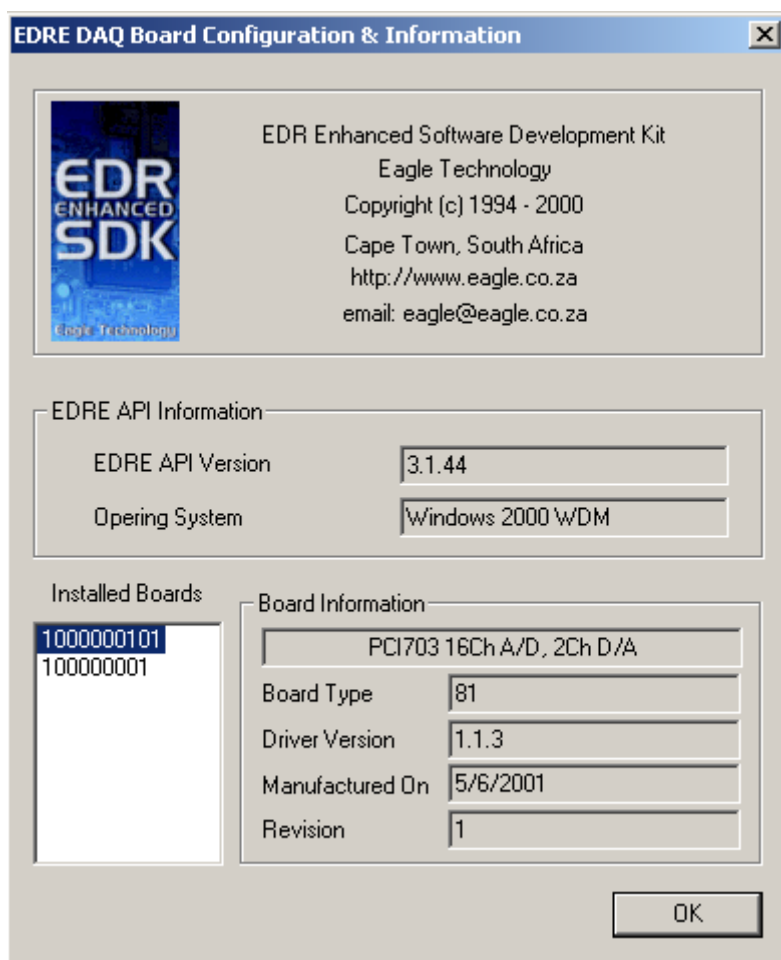 EDRE DAQ Board Configuration & Information
EDR
ENHANCED
SDK
Eagle Technology
EDR Enhanced Software Development Kit
Eagle Technology
Copyright (c) 1994 - 2000
Cape Town, South Africa
http://www.eagle.co.za
email: eagle@eagle.co.za
EDRE API Information
EDRE API Version 3.1.44
Opering System Windows 2000 WDM
Installed Boards
1000000101
100000001
Board Information
PCI703 16Ch A/D, 2Ch D/A
Board Type 81
Driver Version 1.1.3
Manufactured On 5/6/2001
Revision 1
OK